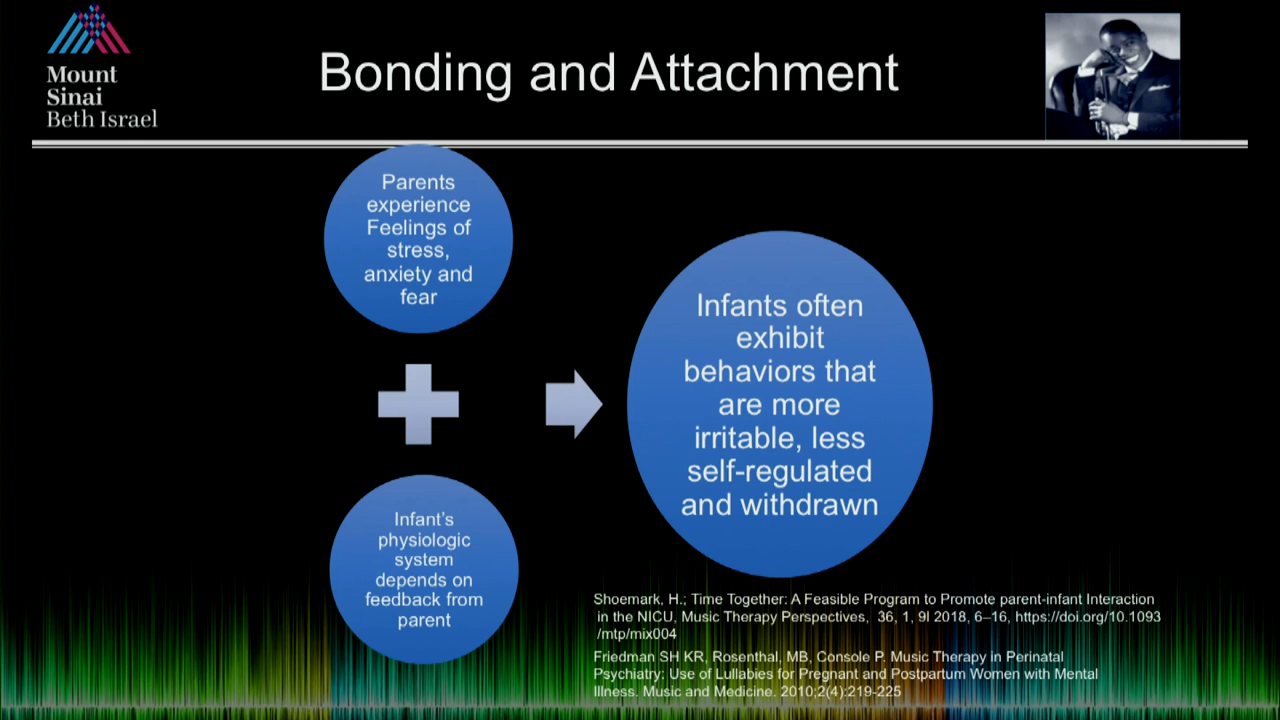 Mount
Sinai
Beth Israel
Bonding and Attachment
Parents
experience
Feelings of
stress,
anxiety and
fear
Infant's
physiologic
system
depends on
feedback from
parent
Infants often
exhibit
behaviors that
are more
irritable, less
self-regulated
and withdrawn
Shoemark, H.; Time Together: A Feasible Program to Promote parent-infant Interaction
in the NICU, Music Therapy Perspectives, 36, 1, 9l 2018, 6–16, https://doi.org/10.1093
/mtp/mix004
Friedman SH KR, Rosenthal, MB, Console P. Music Therapy in Perinatal
Psychiatry: Use of Lullabies for Pregnant and Postpartum Women with Mental
Illness. Music and Medicine. 2010;2(4):219-225